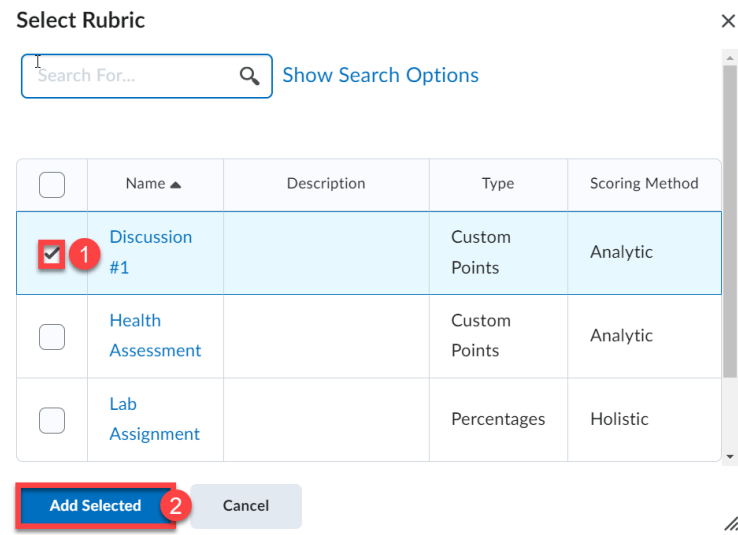 Select Rubric
Search For...
Show Search Options
Name Description Type Scoring Method
1
Discussion
#1
Custom
Points
Analytic
Health
Assessment
Custom
Points
Analytic
Lab
Assignment
Percentages
Holistic
Add Selected 2 Cancel